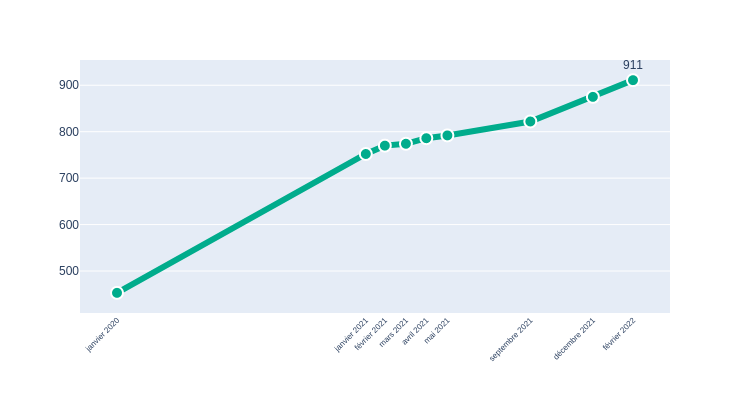 911
900
800
700
600
500
janvier 2020
janvier 2021
février 2021
mars 2021
avril 2021
mai 2021
septembre 2021
décembre 2021
février 2022